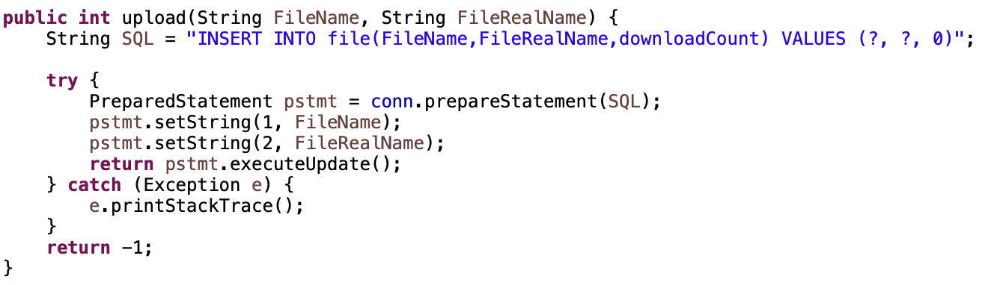 public int upload(String FileName, String FileRealName) {
    String SQL = "INSERT INTO file(FileName,FileRealName,downloadCount) VALUES (?, ?, 0)";

    try {
        PreparedStatement pstmt = conn.prepareStatement(SQL);
        pstmt.setString(1, FileName);
        pstmt.setString(2, FileRealName);
        return pstmt.executeUpdate();
    } catch (Exception e) {
        e.printStackTrace();
    }
    return -1;
}